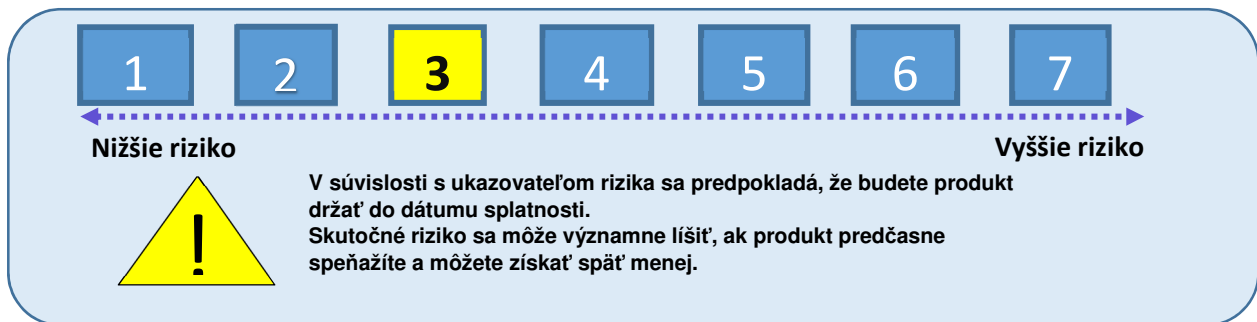 1 2 3 4 5 6 7
Nižšie riziko Vyššie riziko
!
V súvislosti s ukazovateľom rizika sa predpokladá, že budete produkt
držať do dátumu splatnosti.
Skutočné riziko sa môže významne líšiť, ak produkt predčasne
speňažíte a môžete získať späť menej.